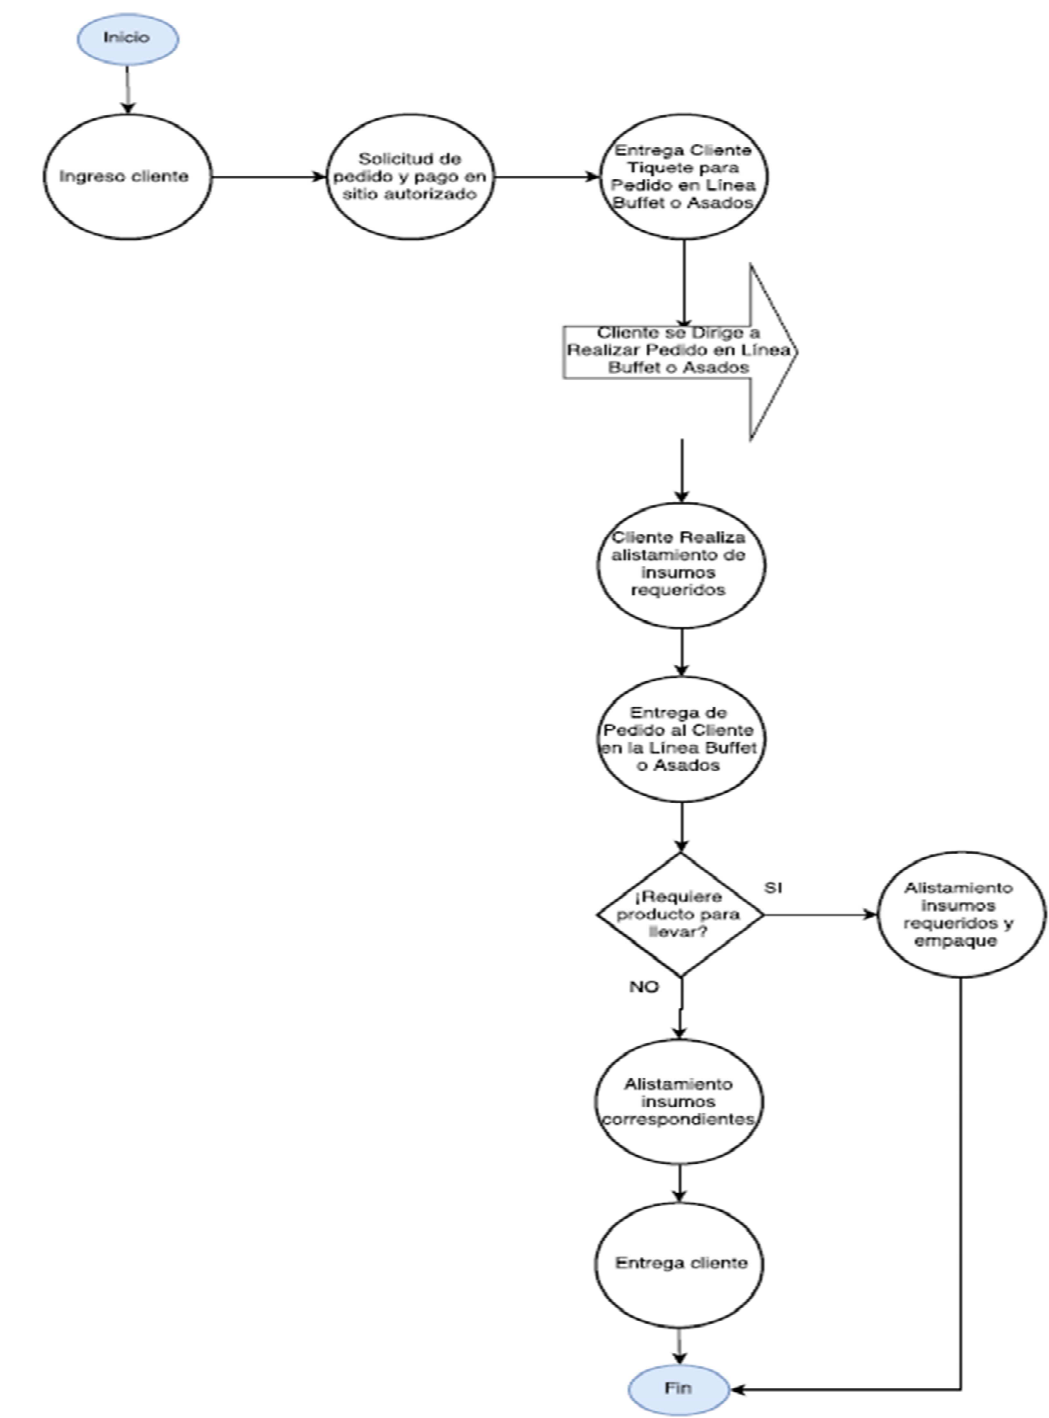 Inicio
Ingreso cliente
Solicitud de
pedido y pago en
sitio autorizado
Entrega Cliente
Tiquete para
Pedido en Línea
Buffet o Asados
Cliente se Dirige a
Realizar Pedido en Línea
Buffet o Asados
Cliente Realiza
alistamiento de
insumos
requeridos
Entrega de
Pedido al Cliente
en la Línea Buffet
o Asados
¡Requiere
producto para
llevar?
SI
Alistamiento
insumos
requeridos y
empaque
NO
Alistamiento
insumos
correspondientes
Entrega cliente
Fin